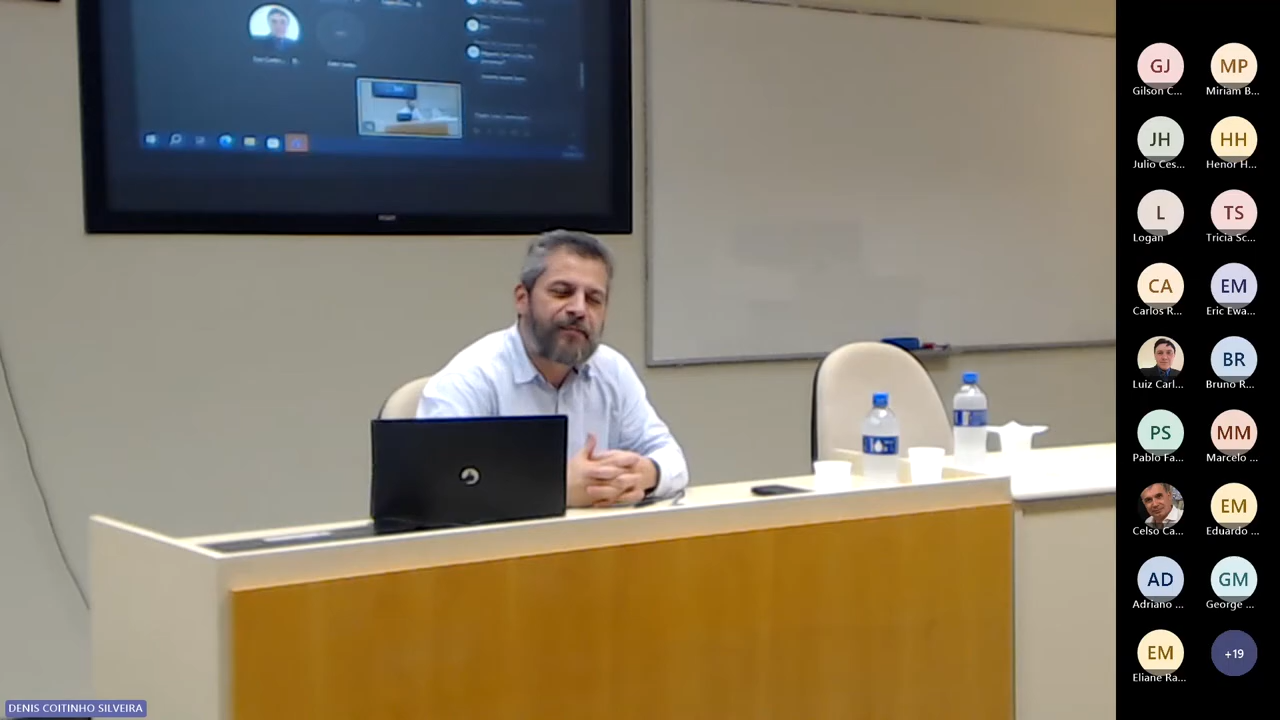 GJ
Gilson C...
MP
Miriam B...
JH
Julio Ces...
HH
Henor H...
L
Logan
TS
Tricia Sc...
CA
Carlos R...
EM
Eric Ewa...
Luiz Carl...
BR
Bruno R...
PS
Pablo Fa...
MM
Marcelo ...
Celso Ca...
EM
Eduardo ...
AD
Adriano ...
GM
George ...
EM
Eliane Ra...
+19
DENIS COITINHO SILVEIRA